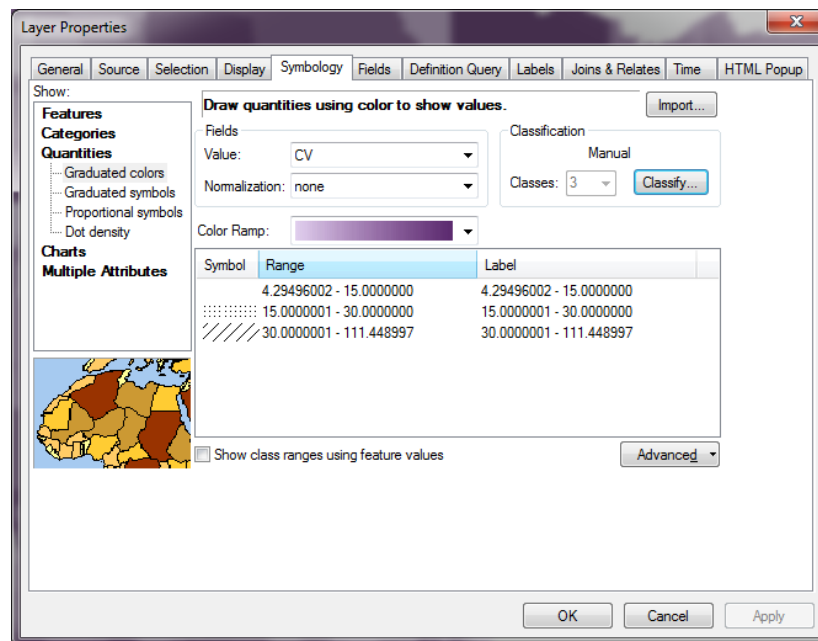 Layer Properties
General Source Selection Display Symbology Fields Definition Query Labels Joins & Relates Time HTML Popup
Show:
Features
Categories
Quantities
Graduated colors
Graduated symbols
Proportional symbols
Dot density
Charts
Multiple Attributes
Draw quantities using color to show values.
Import...
Fields
Value: CV
Normalization: none
Classification
Manual
Classes: 3 Classify...
Color Ramp:
Symbol Range Label
4.29496002 - 15.0000000 4.29496002 - 15.0000000
15.0000001 - 30.0000000 15.0000001 - 30.0000000
30.0000001 - 111.448997 30.0000001 - 111.448997
Show class ranges using feature values
Advanced
OK Cancel Apply